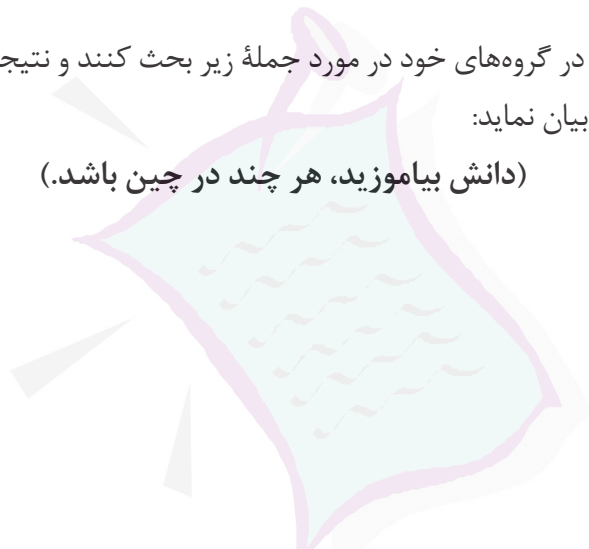 در گروه‌های خود در مورد جملهٔ زیر بحث کنند و
بیان نماید:
(دانش بیاموزید، هر چند در چین باشد.)